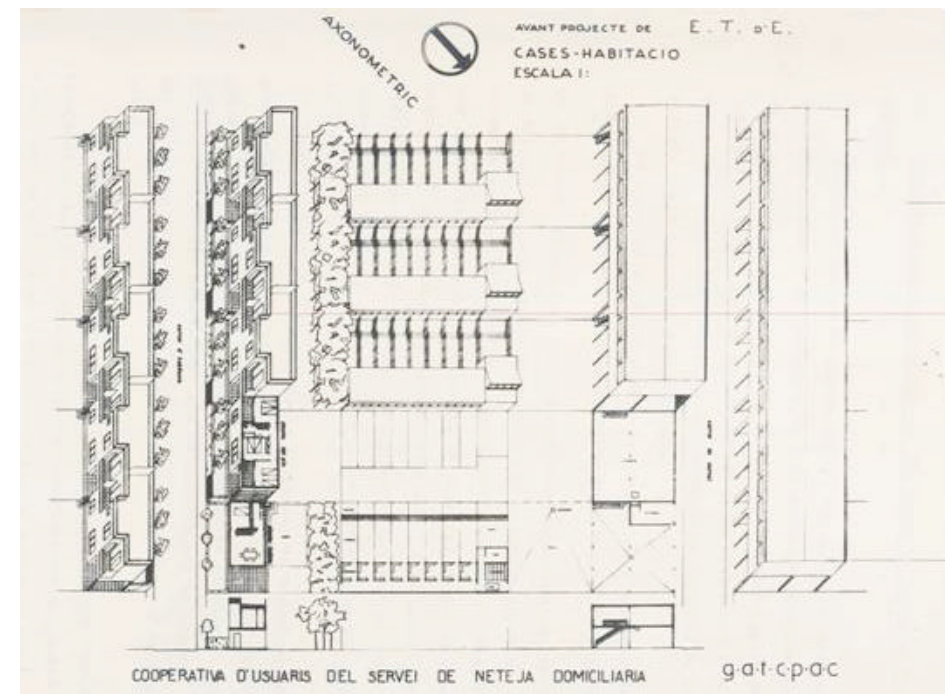 AXONOMETRIC
AVANT PROJECTE DE E. T. D'E.
CASES-HABITACIO
ESCALA 1:
COOPERATIVA D'USUARIS DEL SERVEI DE NETEJA DOMICILIARIA
g·a·t·c·p·a·c